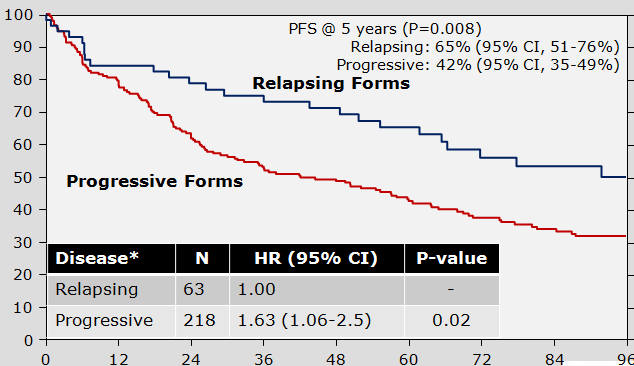 100
90
80
70
60
50
40
30
20
10
0
PFS @ 5 years (P=0.008)
Relapsing: 65% (95% CI, 51-76%)
Progressive: 42% (95% CI, 35-49%)
Relapsing Forms
Progressive Forms
Disease* N HR (95% CI) P-value
Relapsing 63 1.00 -
Progressive 218 1.63 (1.06-2.5) 0.02
0 12 24 36 48 60 72 84 96